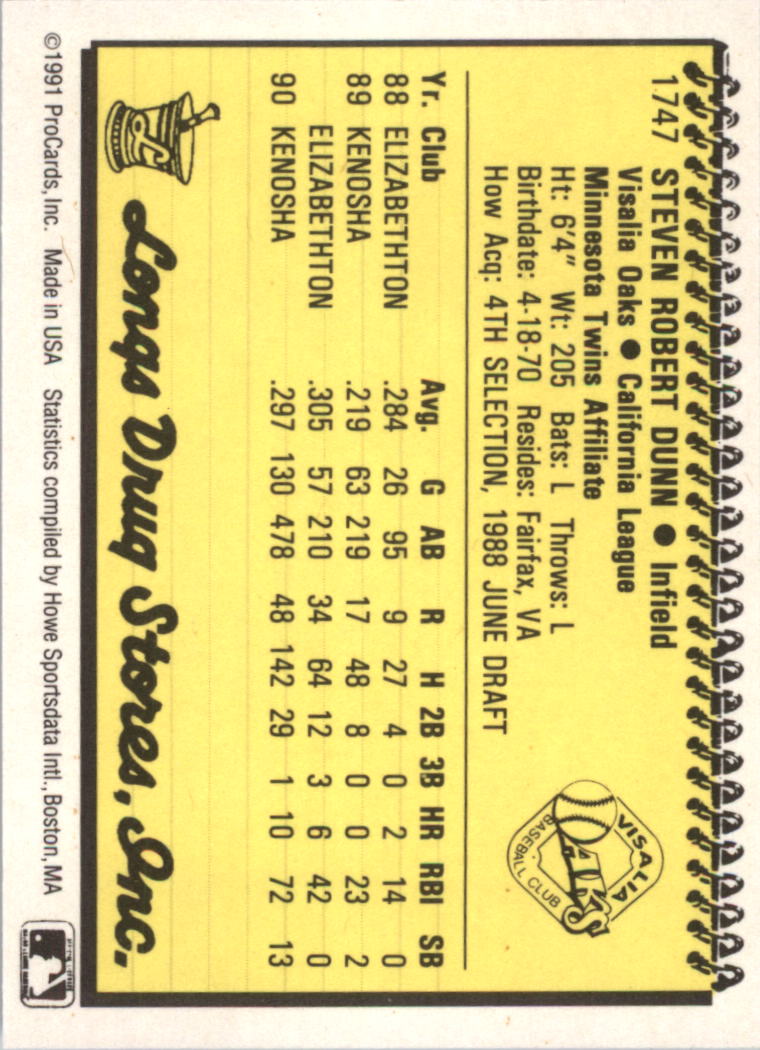 1747 STEVEN ROBERT DUNN ● Infield
Visalia Oaks ● California League
Minnesota Twins Affiliate
Ht: 6'4" Wt: 205 Bats: L Throws: L
Birthdate: 4-18-70 Resides: Fairfax, VA
How Acq: 4TH SELECTION, 1988 JUNE DRAFT
VISALIA
BASEBALL CLUB
Yr. Club Avg. G AB R H 2B 3B HR RBI SB
88 ELIZABETHTON .284 26 95 9 27 4 0 2 14 0
89 KENOSHA .219 63 219 17 48 8 0 0 23 2
ELIZABETHTON .305 57 210 34 64 12 3 6 42 0
90 KENOSHA .297 130 478 48 142 29 1 10 72 13
L
Longs Drug Stores, Inc.
©1991 ProCards, Inc. Made in USA Statistics compiled by Howe Sportsdata Intl., Boston, MA